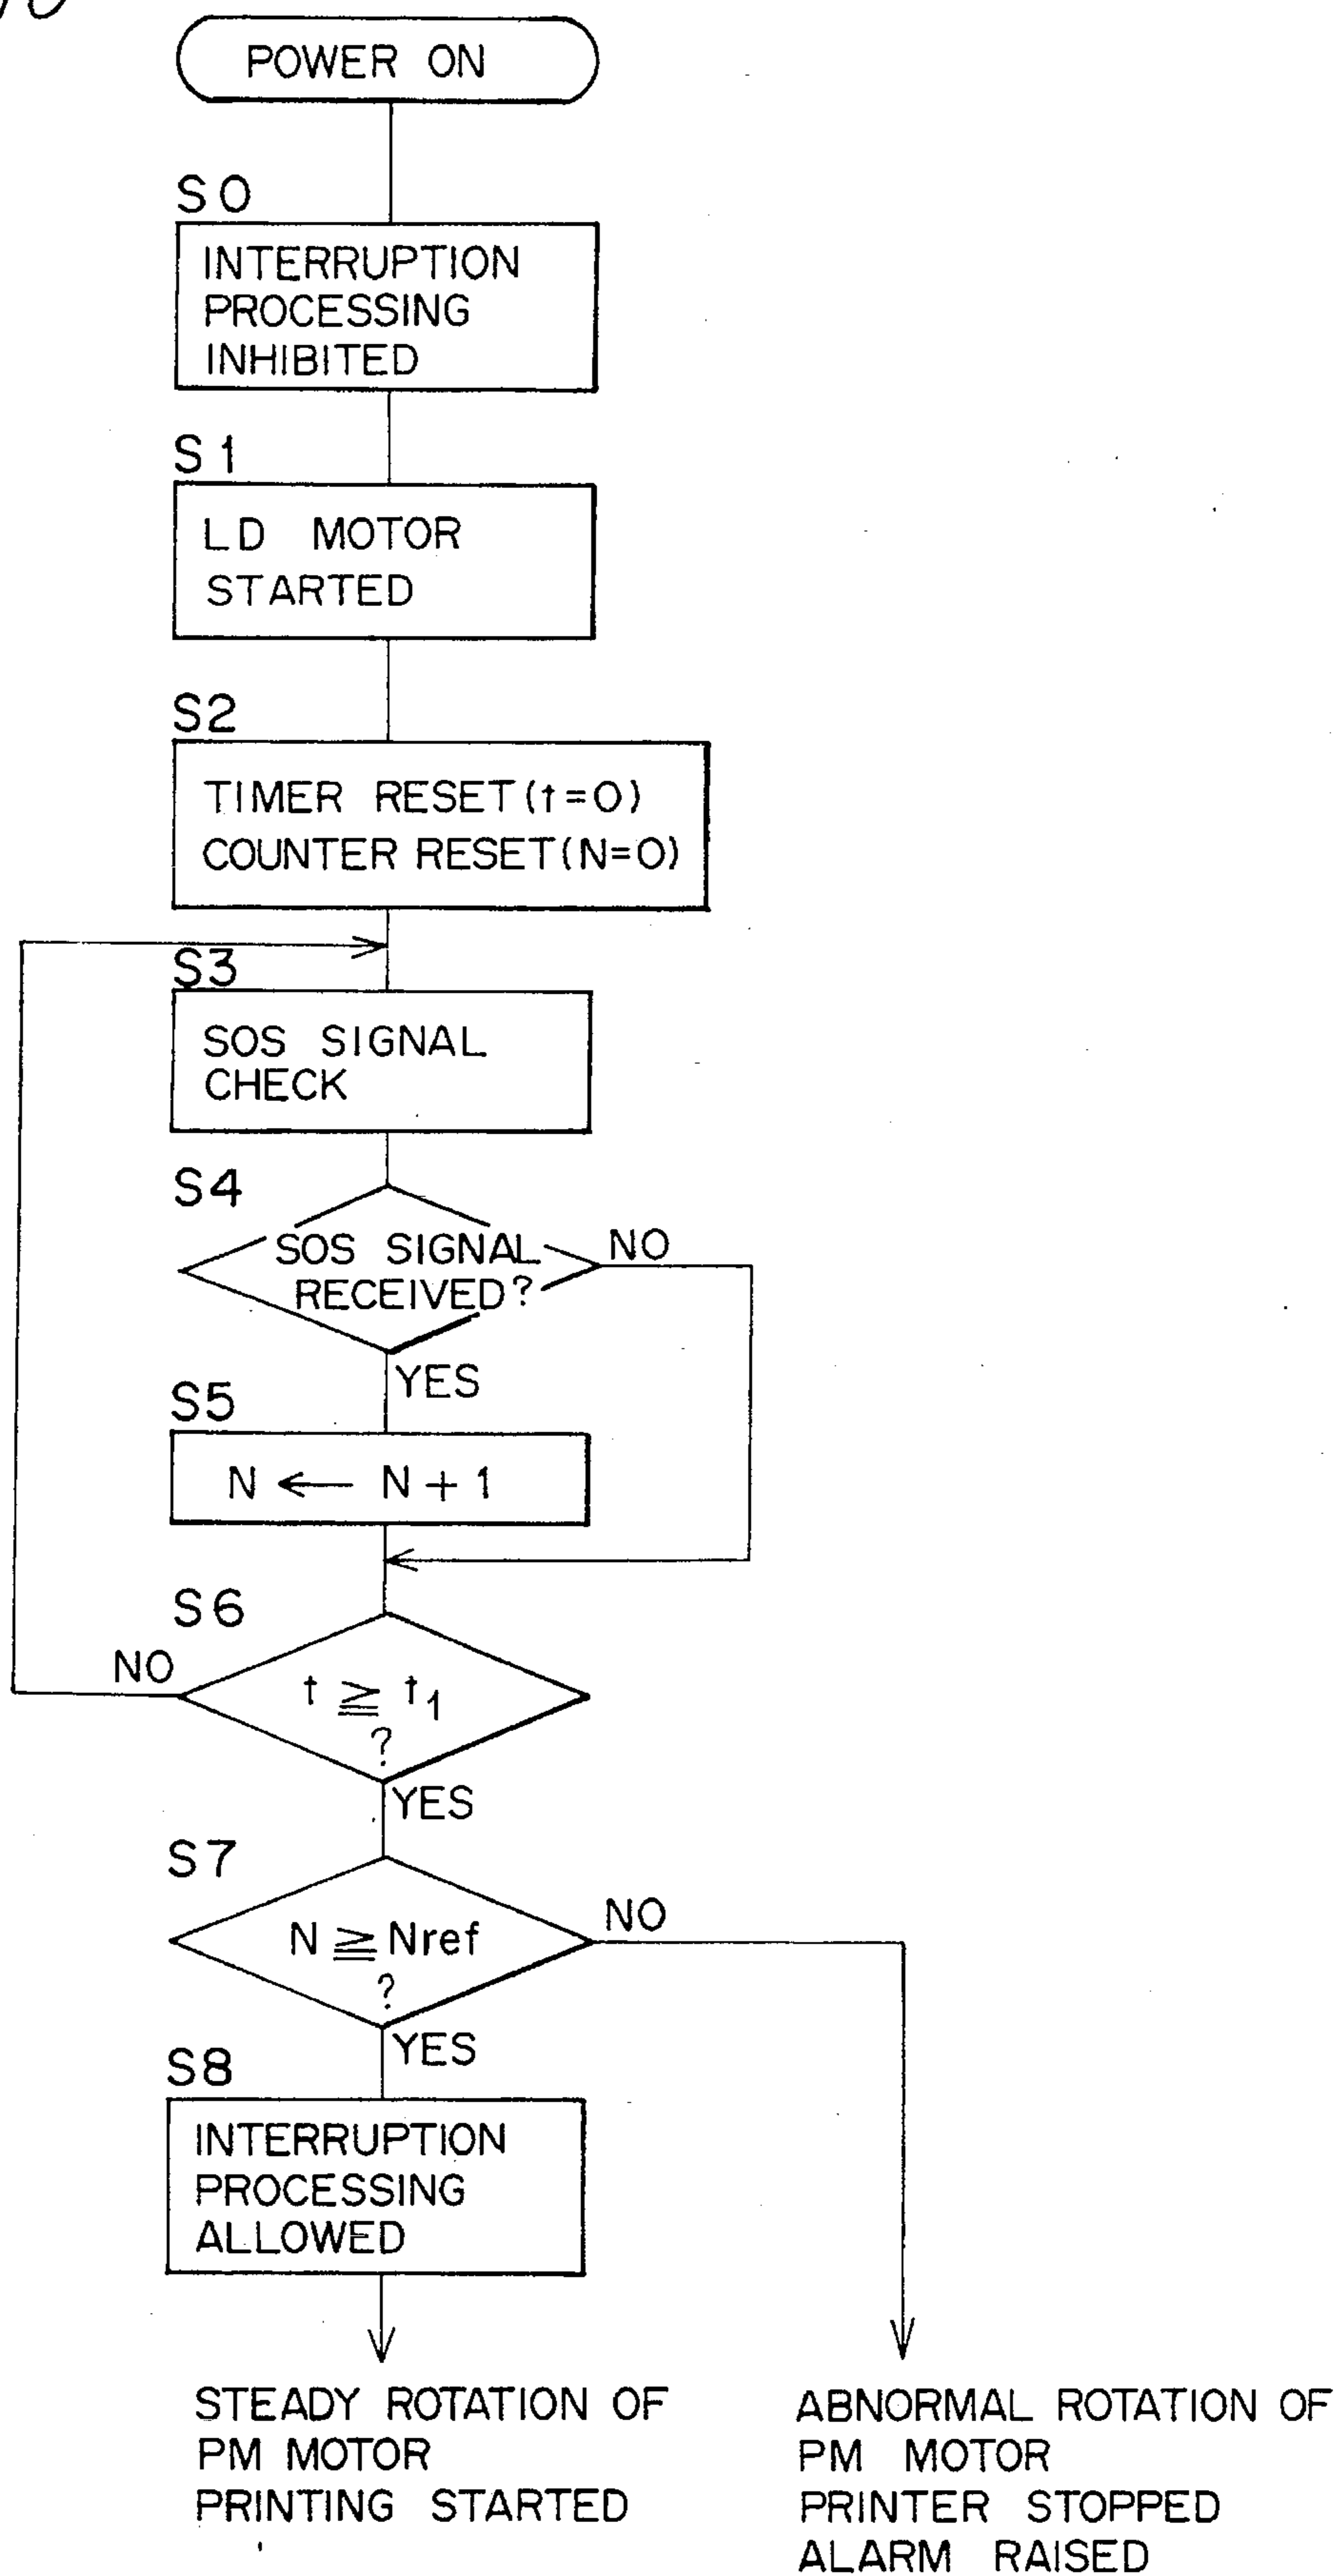 POWER ON
S0
INTERRUPTION
PROCESSING
INHIBITED
S1
LD MOTOR
STARTED
S2
TIMER RESET (t=0)
COUNTER RESET (N=0)
S3
SOS SIGNAL
CHECK
S4
SOS SIGNAL
RECEIVED?
NO
YES
S5
N ← N + 1
S6
NO
t ≧ t₁
?
YES
S7
N ≧ Nref
?
NO
YES
S8
INTERRUPTION
PROCESSING
ALLOWED
STEADY ROTATION OF
PM MOTOR
PRINTING STARTED
ABNORMAL ROTATION OF
PM MOTOR
PRINTER STOPPED
ALARM RAISED